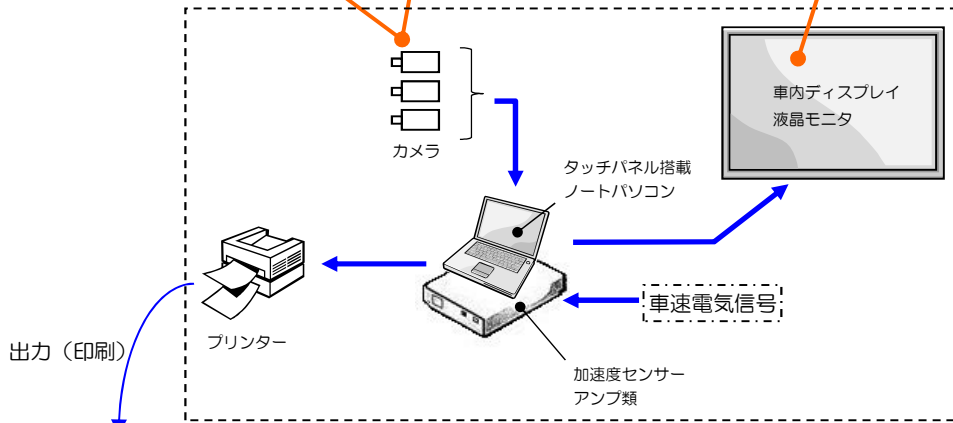 車内ディスプレイ
液晶モニタ
カメラ
タッチパネル搭載
ノートパソコン
車速電気信号
プリンター
出力（印刷）
加速度センサー
アンプ類